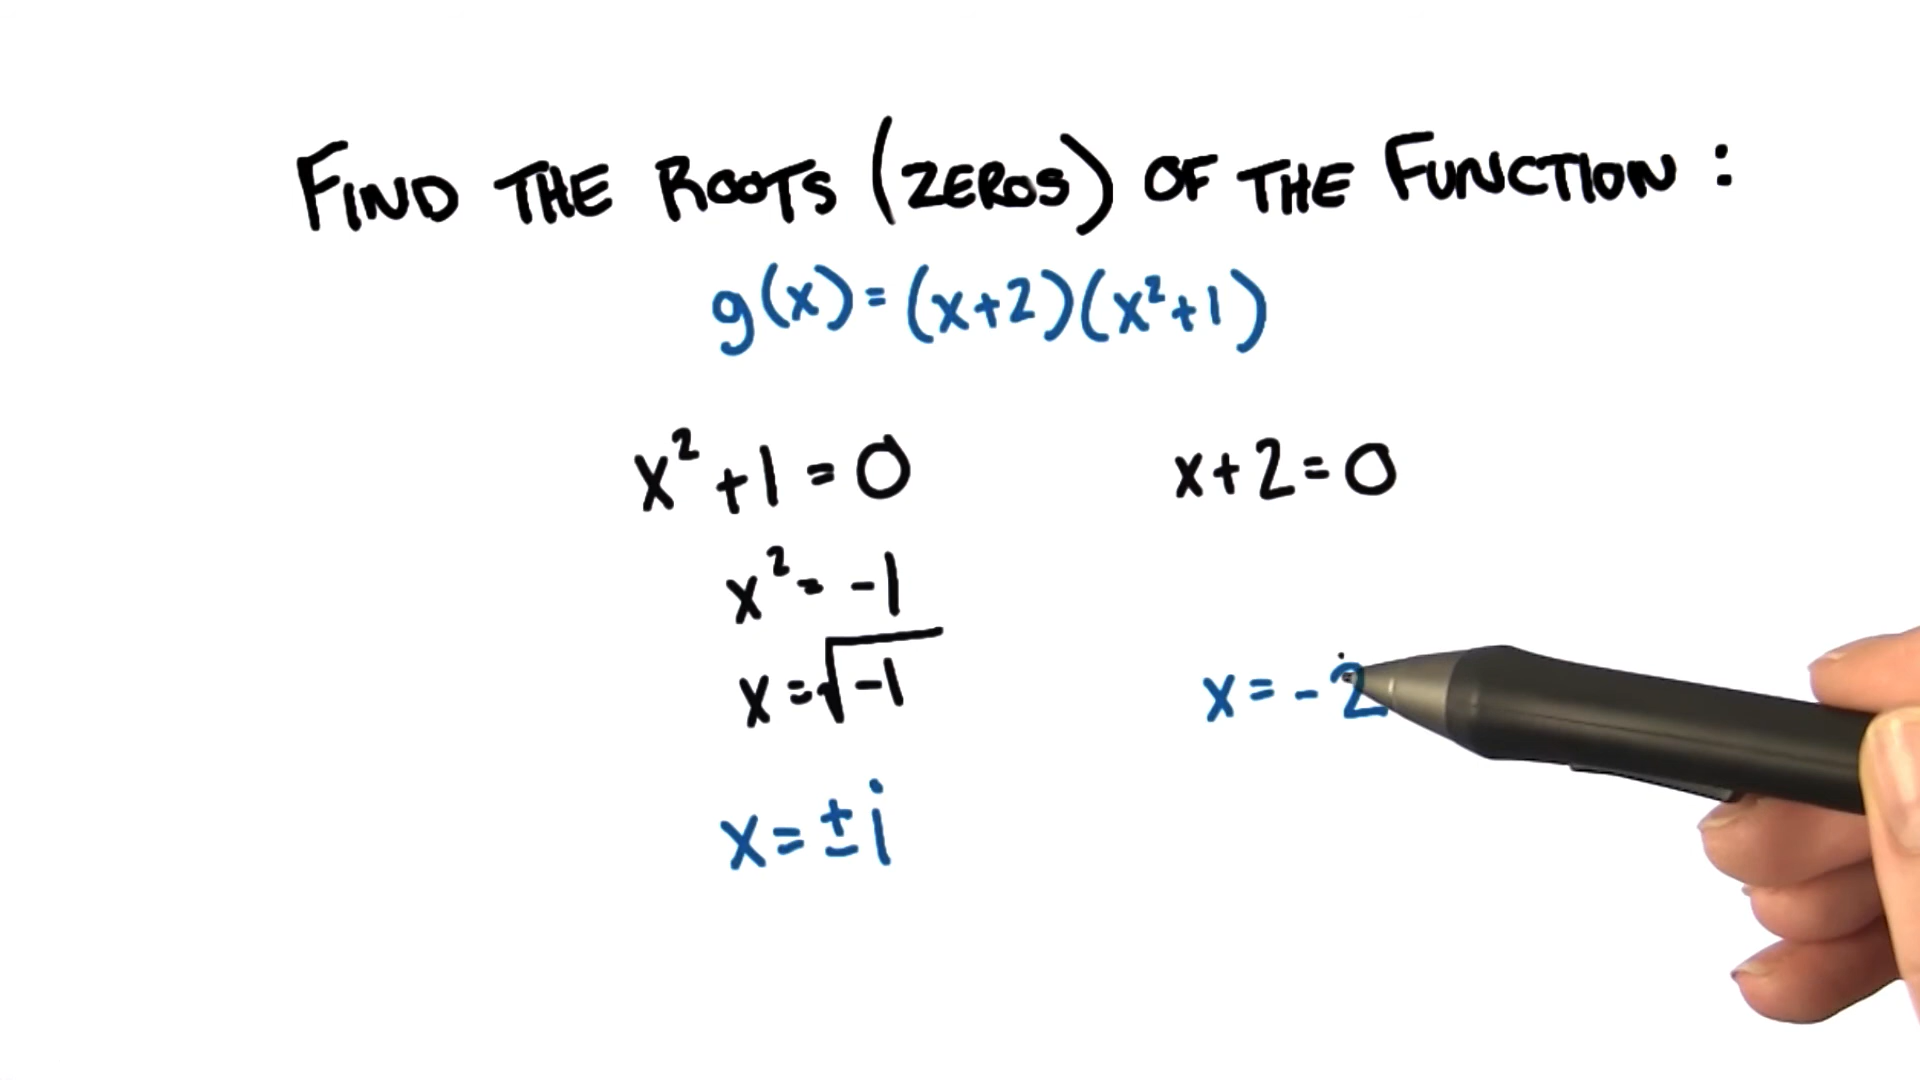 FIND THE ROOTS (ZEROS) OF THE FUNCTION :
g(x) = (x+2)(x²+1)
x² +1 = 0
x² = -1
x = √-1
x = ± i
x+2=0
x = -2